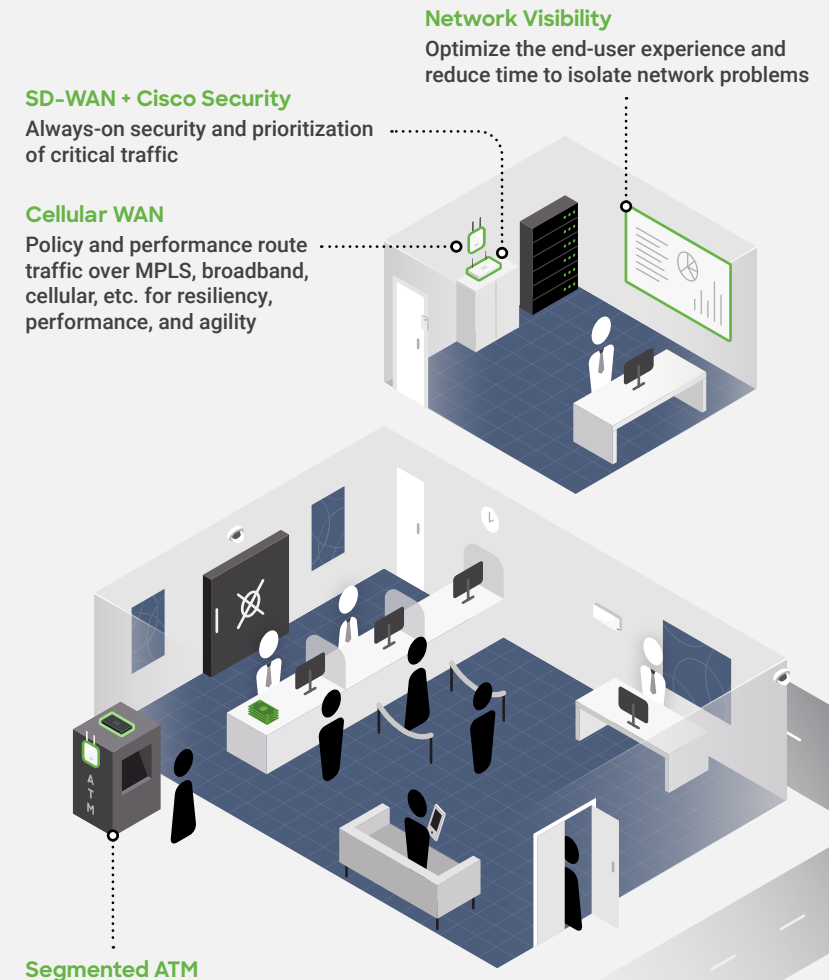 Network Visibility
Optimize the end-user experience and
reduce time to isolate network problems
SD-WAN + Cisco Security
Always-on security and prioritization
of critical traffic
Cellular WAN
Policy and performance route
traffic over MPLS, broadband,
cellular, etc. for resiliency,
performance, and agility
ATM
Segmented ATM